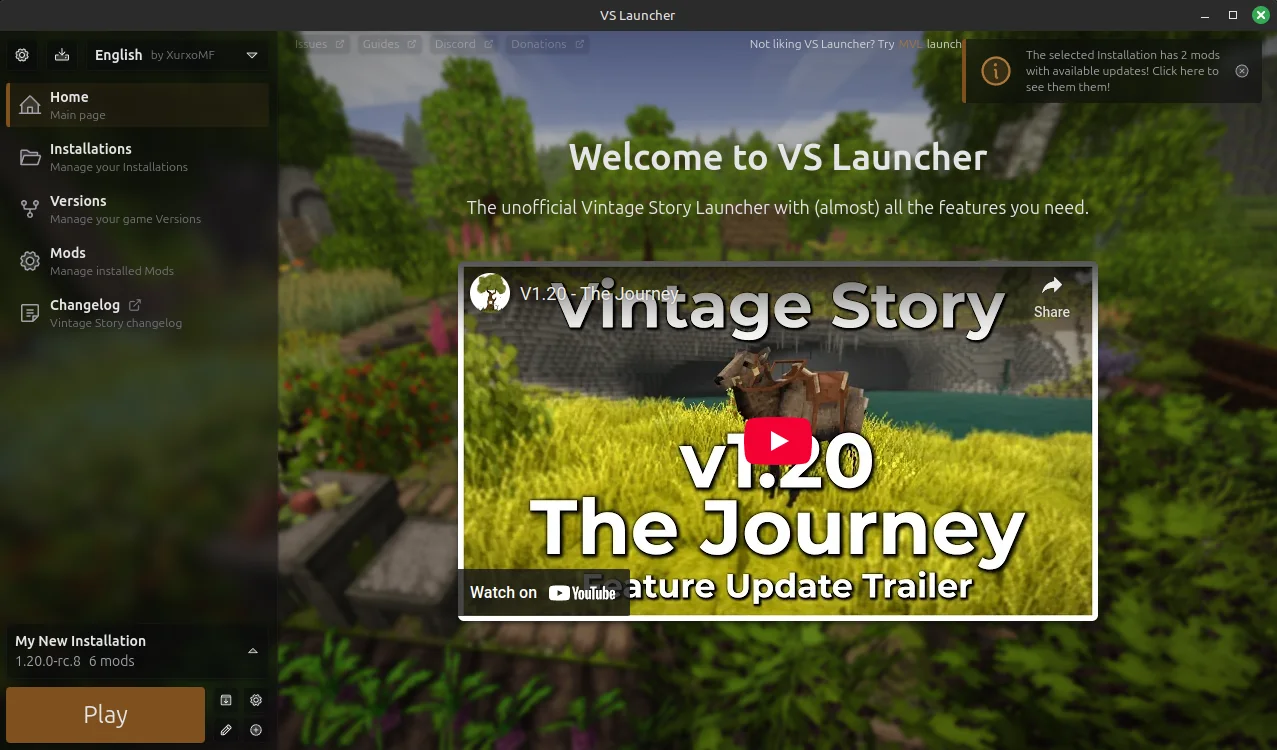 VS Launcher
English by XurxoMF
Issues
Guides
Discord
Donations
Not liking VS Launcher? Try MVL launch
The selected Installation has 2 mods
with available updates! Click here to
see them them!
Home
Main page
Installations
Manage your Installations
Versions
Manage your game Versions
Mods
Manage installed Mods
Changelog
Vintage Story changelog
Welcome to VS Launcher
The unofficial Vintage Story Launcher with (almost) all the features you need.
V1.20 - The Journey
Share
Vintage Story
v1.20
The Journey
Feature Update Trailer
Watch on YouTube
My New Installation
1.20.0-rc.8 6 mods
Play